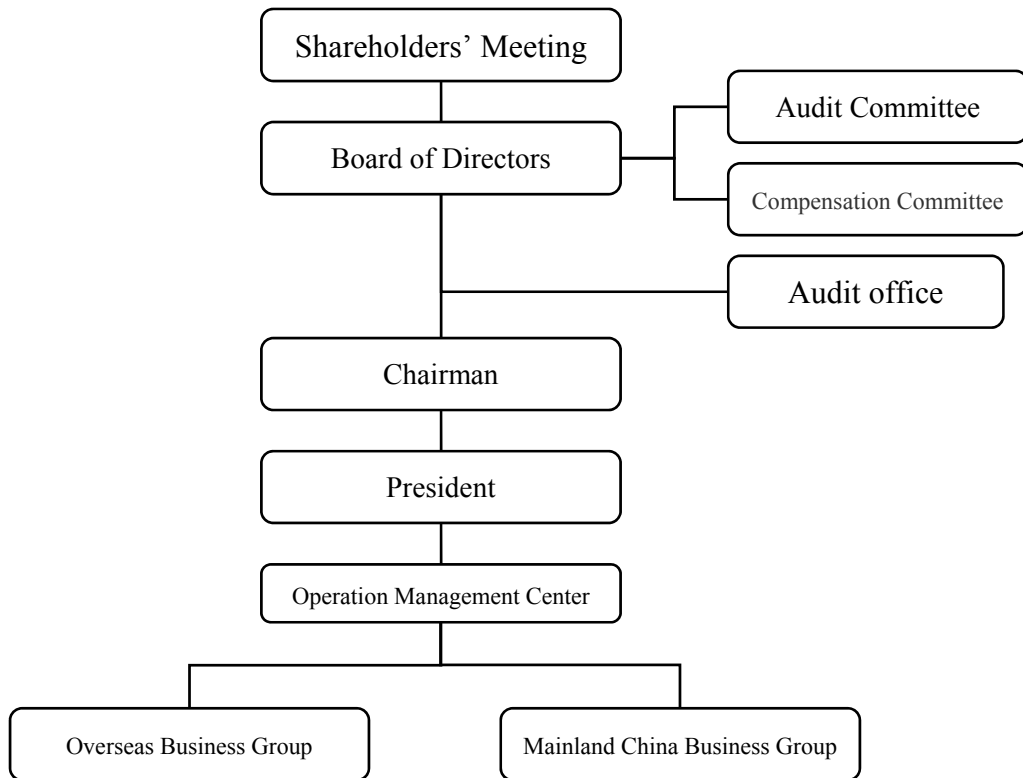 Shareholders’ Meeting
Audit Committee
Board of Directors
Compensation Committee
Audit office
Chairman
President
Operation Management Center
Overseas Business Group
Mainland China Business Group